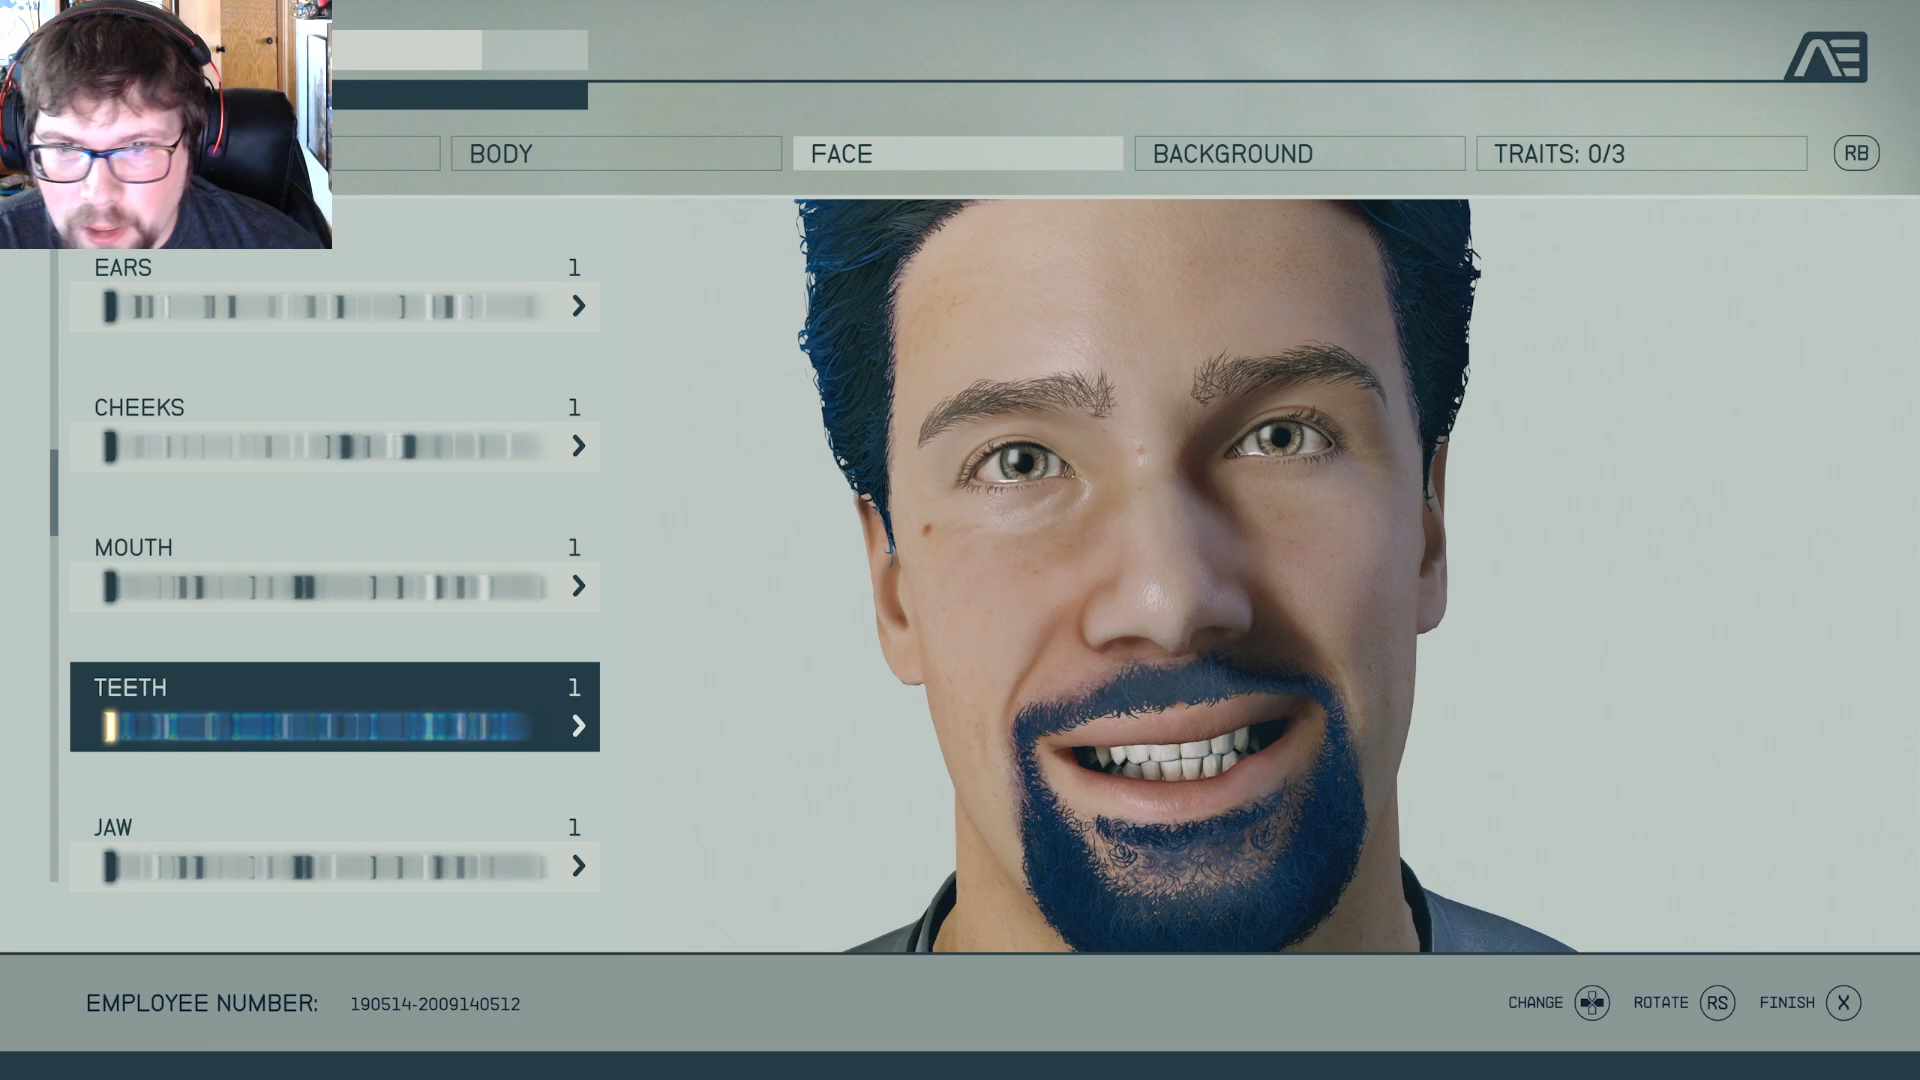 AE
BODY
FACE
BACKGROUND
TRAITS: 0/3
RB
EARS 1
CHEEKS 1
MOUTH 1
TEETH 1
JAW 1
EMPLOYEE NUMBER: 190514-2009140512
CHANGE
ROTATE RS
FINISH X